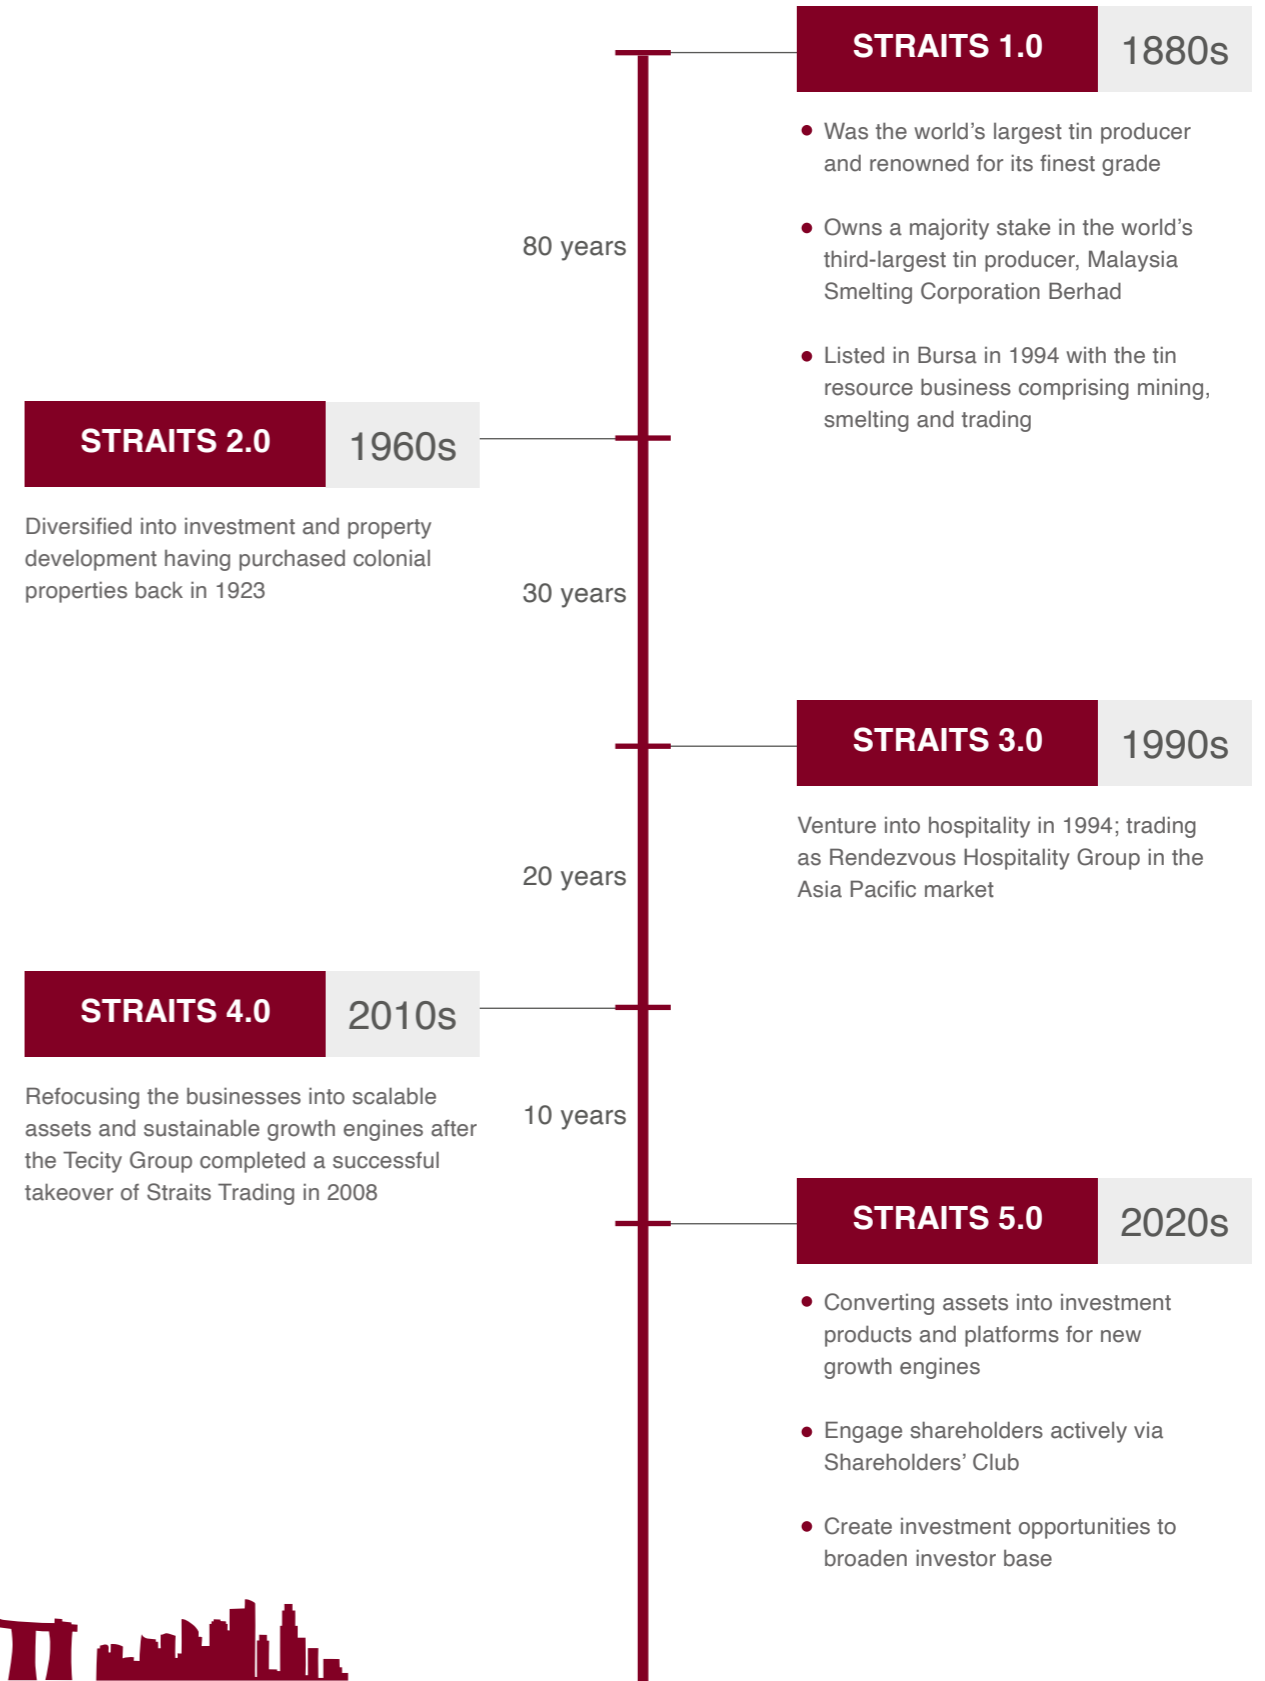 STRAITS 1.0
1880s
• Was the world’s largest tin producer
and renowned for its finest grade
• Owns a majority stake in the world’s
third-largest tin producer, Malaysia
Smelting Corporation Berhad
• Listed in Bursa in 1994 with the tin
resource business comprising mining,
smelting and trading
80 years
STRAITS 2.0
1960s
Diversified into investment and property
development having purchased colonial
properties back in 1923
30 years
STRAITS 3.0
1990s
Venture into hospitality in 1994; trading
as Rendezvous Hospitality Group in the
Asia Pacific market
20 years
STRAITS 4.0
2010s
Refocusing the businesses into scalable
assets and sustainable growth engines after
the Tecity Group completed a successful
takeover of Straits Trading in 2008
10 years
STRAITS 5.0
2020s
• Converting assets into investment
products and platforms for new
growth engines
• Engage shareholders actively via
Shareholders’ Club
• Create investment opportunities to
broaden investor base